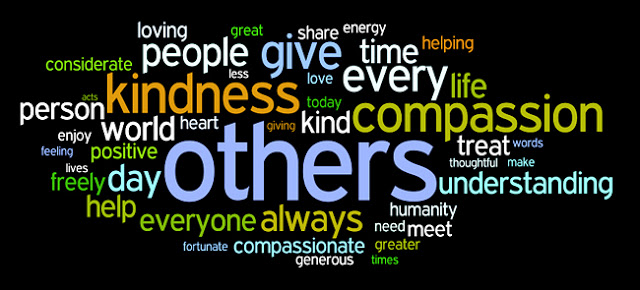 loving great share energy
people give time helping
considerate less love every life
acts kindness today compassion
person world heart giving kind
enjoy others treat words
feeling positive thoughtful make
lives freely day understanding
help everyone always humanity
need meet
fortunate compassionate greater
generous times